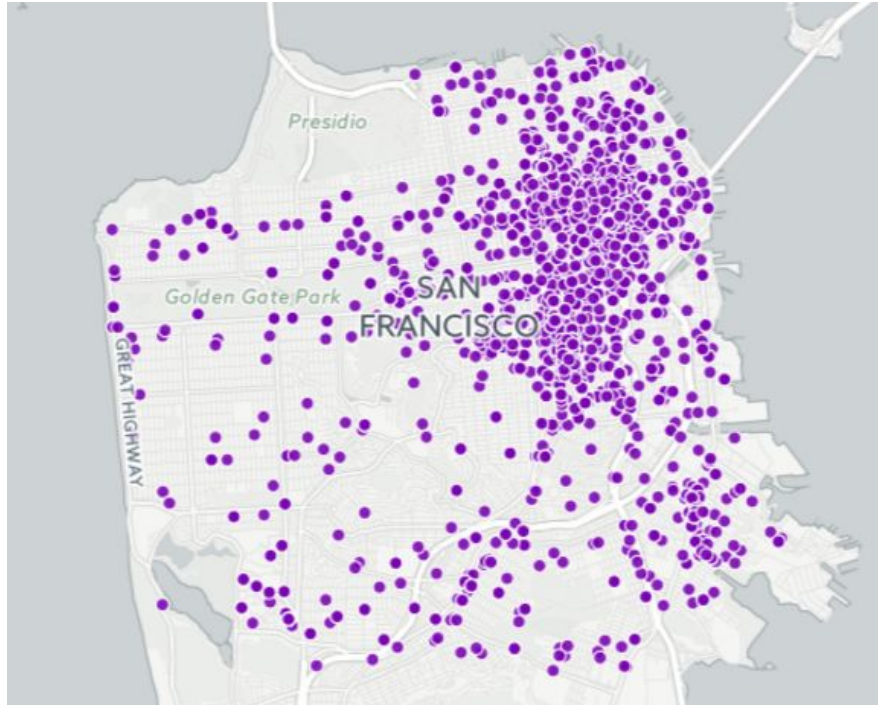 Presidio
Golden Gate Park
SAN
FRANCISCO
GREAT HIGHWAY